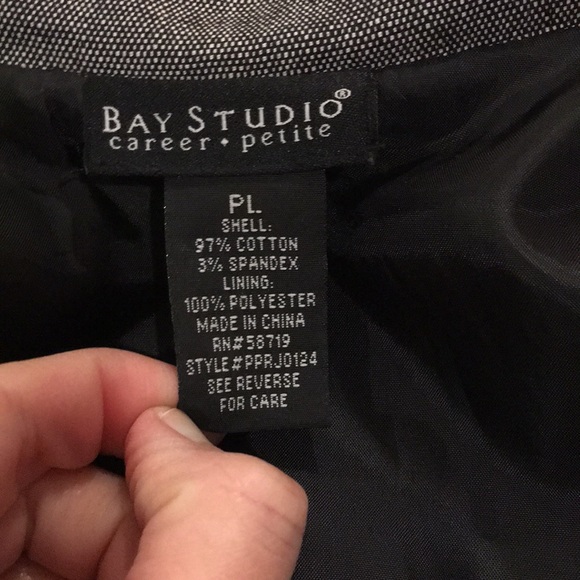 BAY STUDIO®
career • petite
PL
SHELL:
97% COTTON
3% SPANDEX
LINING:
100% POLYESTER
MADE IN CHINA
RN#58719
STYLE#PPRJ0124
SEE REVERSE
FOR CARE